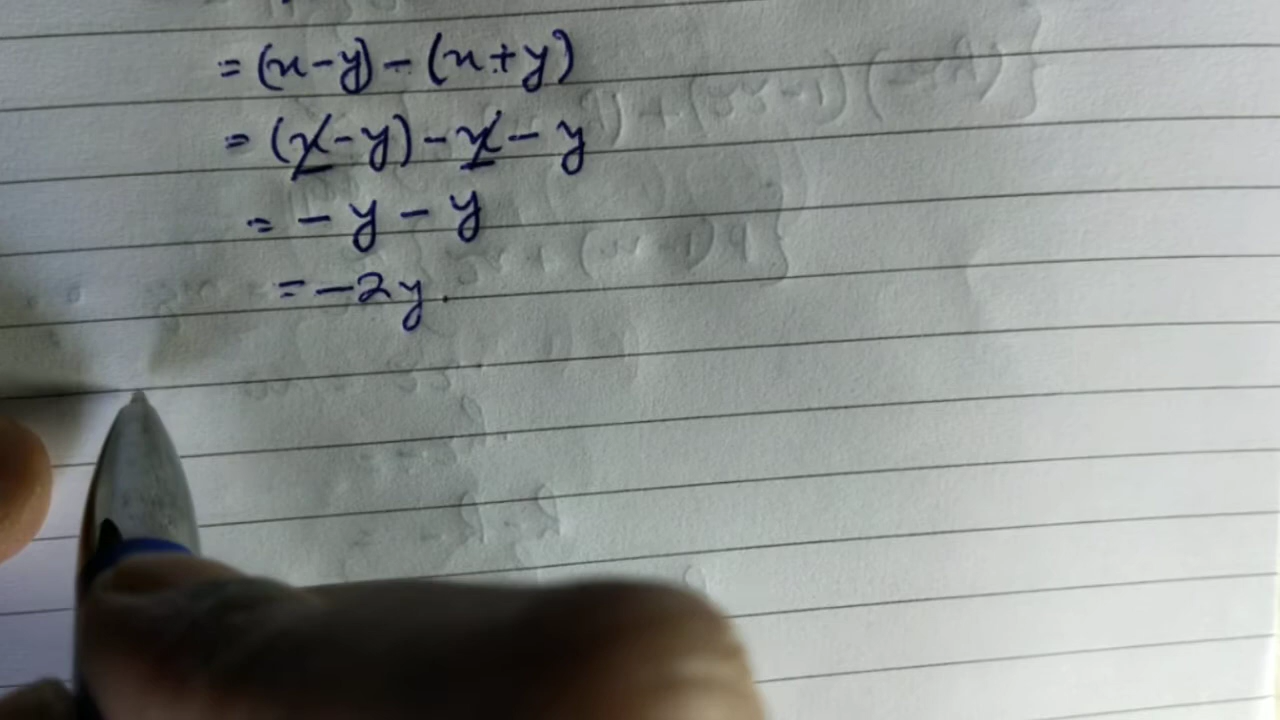 = (x-y) - (x+y)
= (x-y) - x - y
= - y - y
= -2y.